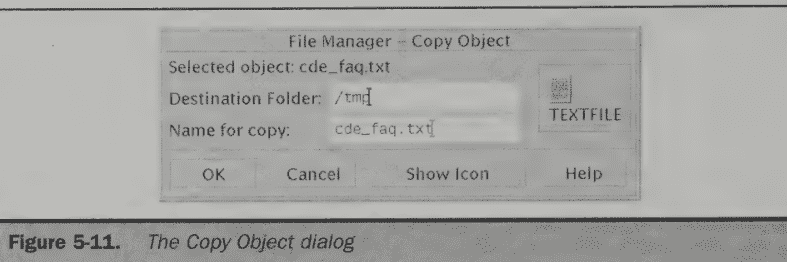 File Manager – Copy Object
Selected object: cde_faq.txt
Destination Folder: /tmp
Name for copy: cde_faq.txt
TEXTFILE
OK Cancel Show Icon Help
Figure 5-11. The Copy Object dialog